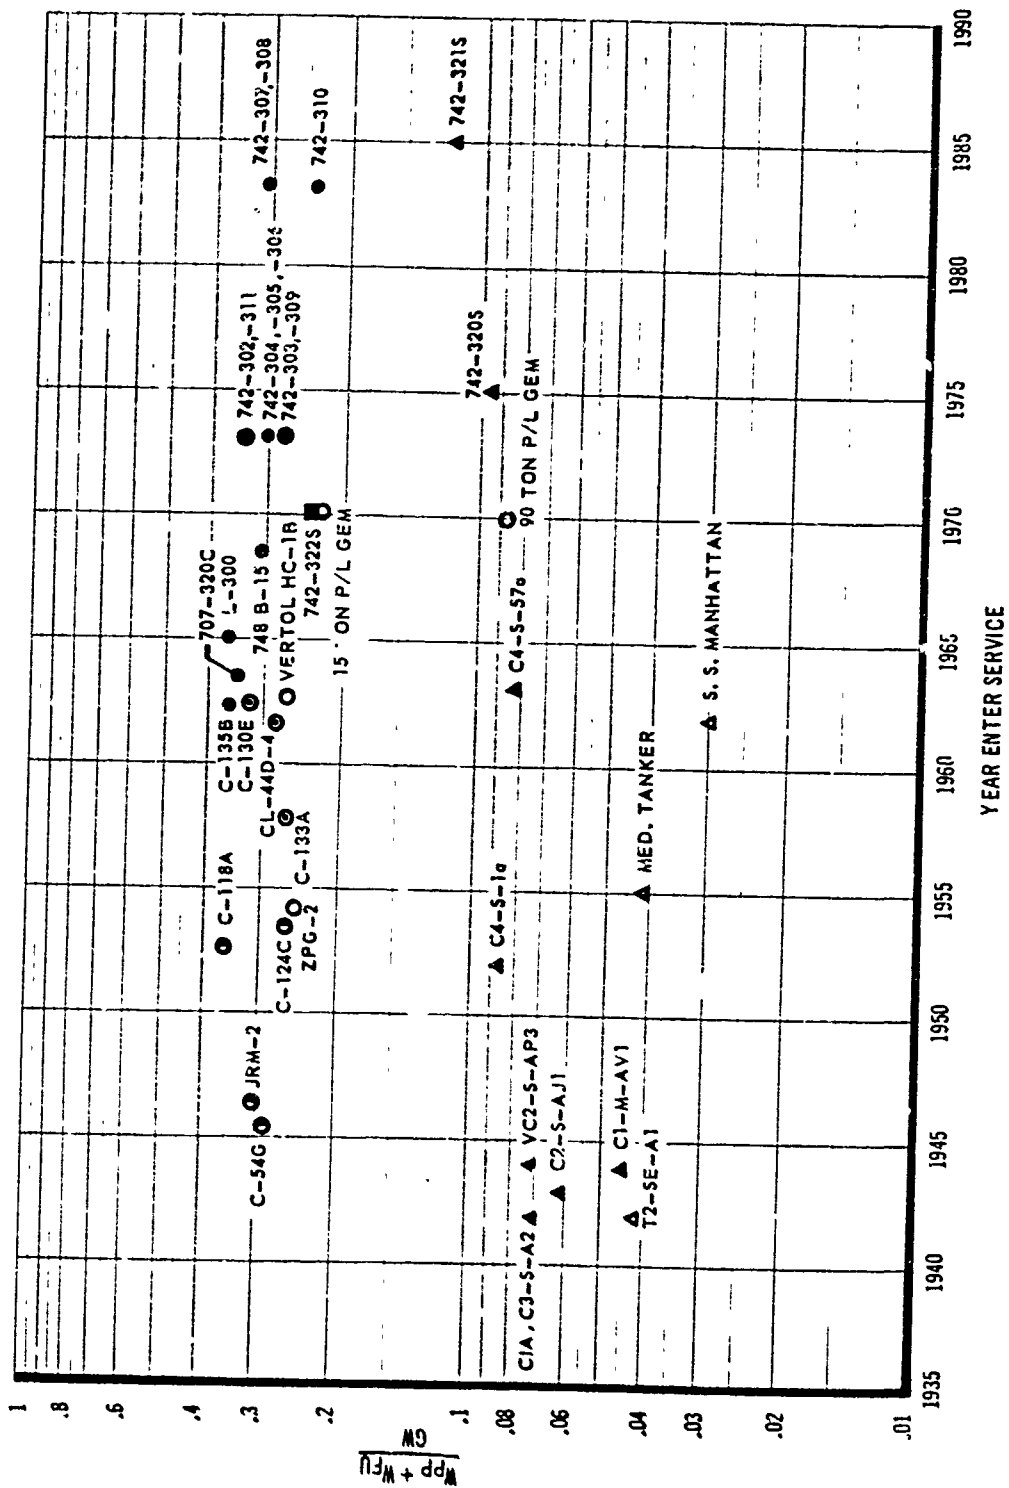 1
.8
.6
.4
.3
.2
.1
.08
.06
.04
.03
.02
.01
WPP + WFU
GW
1935
1940
1945
1950
1955
1960
1965
1970
1975
1980
1985
1990
YEAR ENTER SERVICE
C-54G
JRM-2
C-118A
C-124C
ZPG-2
C-133A
CL-44D-4
C-135B
C-130E
707-320C
L-300
748 B-15
VERTOL HC-1B
742-322S
15 ON P/L GEM
742-302,-311
742-304,-305,-306
742-303,-309
742-307,-308
742-310
742-321S
742-320S
90 TON P/L GEM
C4-S-57a
C4-S-1a
S. S. MANHATTAN
MED. TANKER
C1A, C3-S-A2
VC2-S-AP3
C2-S-AJ1
C1-M-AV1
T2-SE-A1